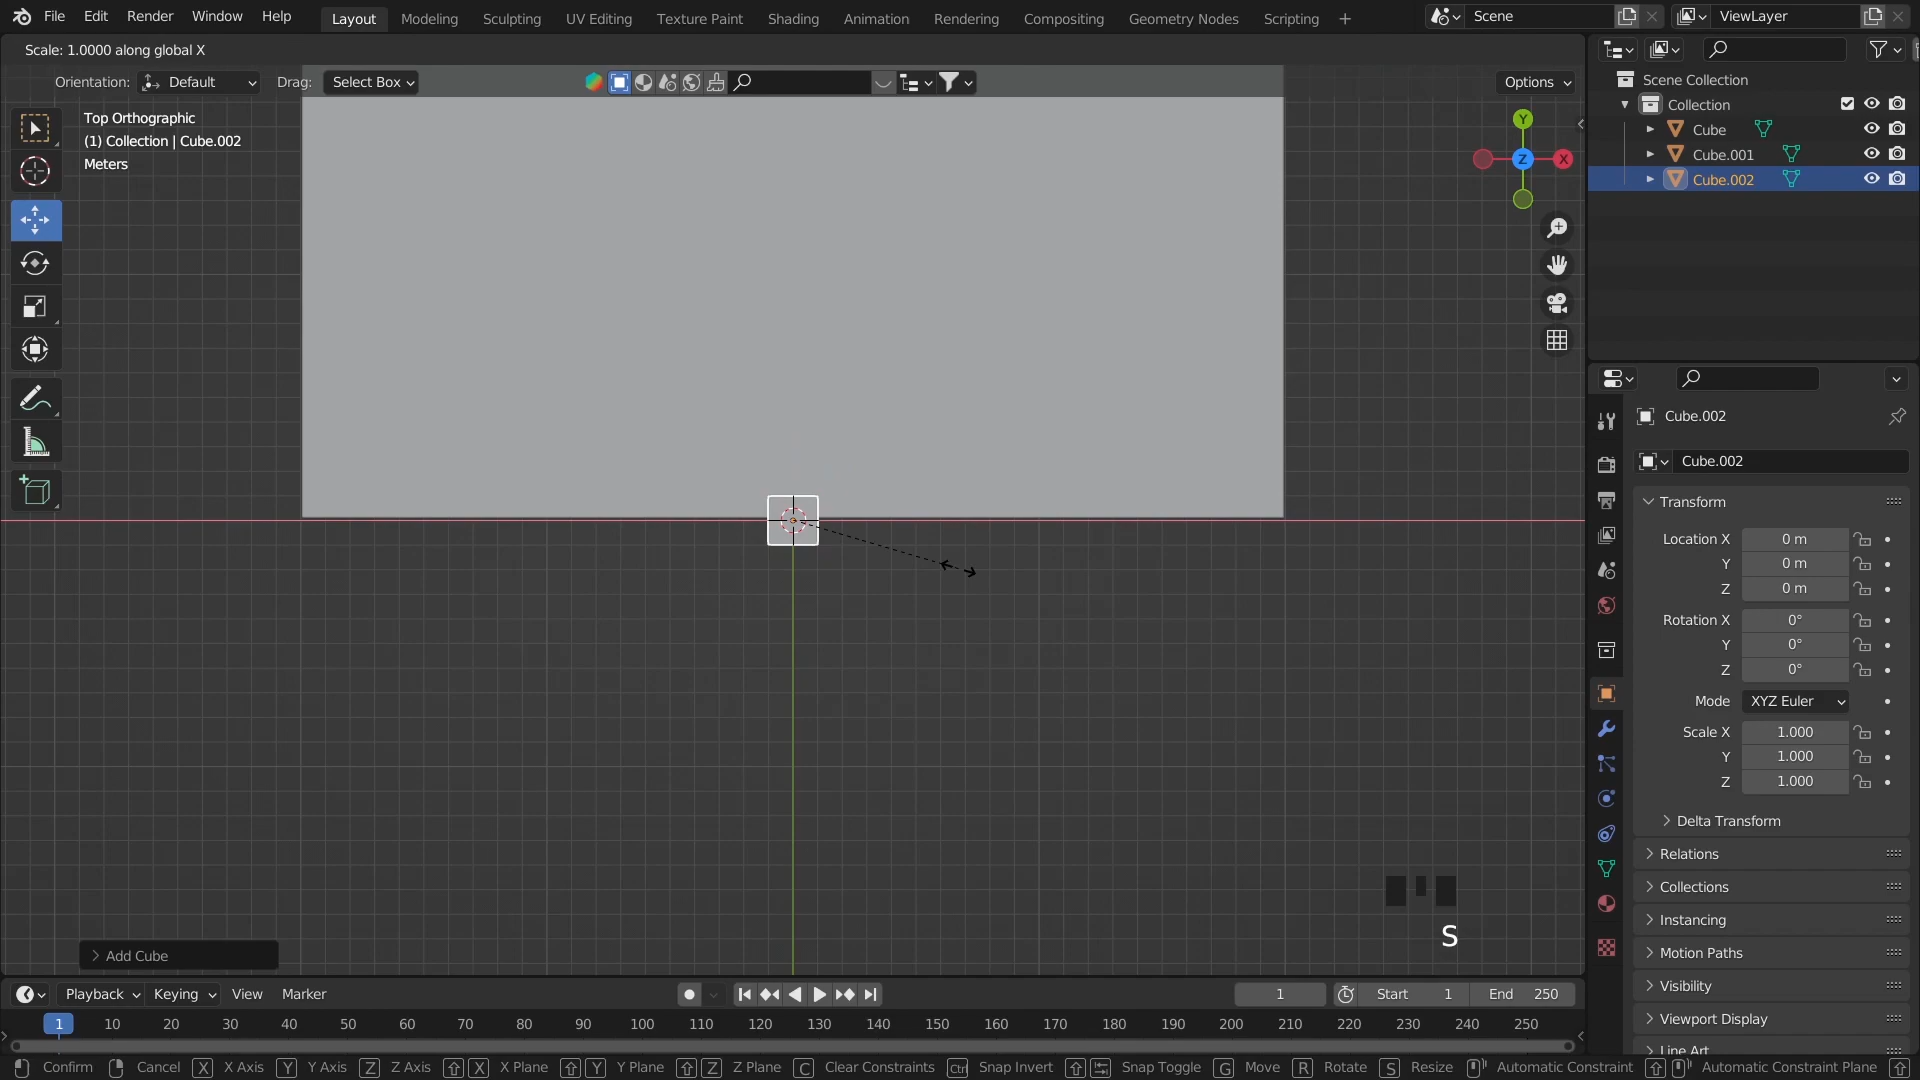 File Edit Render Window Help Layout Modeling Sculpting UV Editing Texture Paint Shading Animation Rendering Compositing Geometry Nodes Scripting + Scene ViewLayer
Scale: 1.0000 along global X
Orientation: Default Drag: Select Box Options
Top Orthographic
(1) Collection | Cube.002
Meters
Y
Z X
Scene Collection
Collection
Cube
Cube.001
Cube.002
Cube.002
Cube.002
Transform
Location X 0 m
Y 0 m
Z 0 m
Rotation X 0°
Y 0°
Z 0°
Mode XYZ Euler
Scale X 1.000
Y 1.000
Z 1.000
Delta Transform
Relations
Collections
Instancing
Motion Paths
Visibility
Viewport Display
Line Art
S
Add Cube
Playback Keying View Marker 1 Start 1 End 250
1 10 20 30 40 50 60 70 80 90 100 110 120 130 140 150 160 170 180 190 200 210 220 230 240 250
Confirm Cancel X X Axis Y Y Axis Z Z Axis X X Plane Y Y Plane Z Z Plane C Clear Constraints Ctrl Snap Invert Snap Toggle G Move R Rotate S Resize Automatic Constraint Automatic Constraint Plane